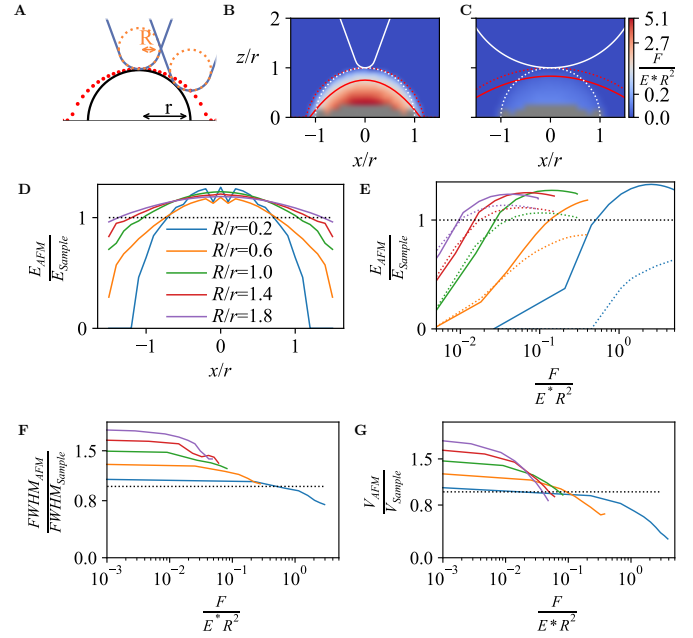 A
R
r
B
z/r
2
1
0
−1
0
1
x/r
C
−1
0
1
x/r
5.1
2.7
F
E*R²
0.2
0.0
D
E_AFM
E_Sample
1
0
R/r=0.2
R/r=0.6
R/r=1.0
R/r=1.4
R/r=1.8
−1
0
1
x/r
E
E_AFM
E_Sample
1
0
10⁻²
10⁻¹
10⁰
F
E*R²
F
FWHM_AFM
FWHM_Sample
1.5
0.8
0.0
10⁻³
10⁻²
10⁻¹
10⁰
F
E*R²
G
V_AFM
V_Sample
1.5
0.8
0.0
10⁻³
10⁻²
10⁻¹
10⁰
F
E*R²